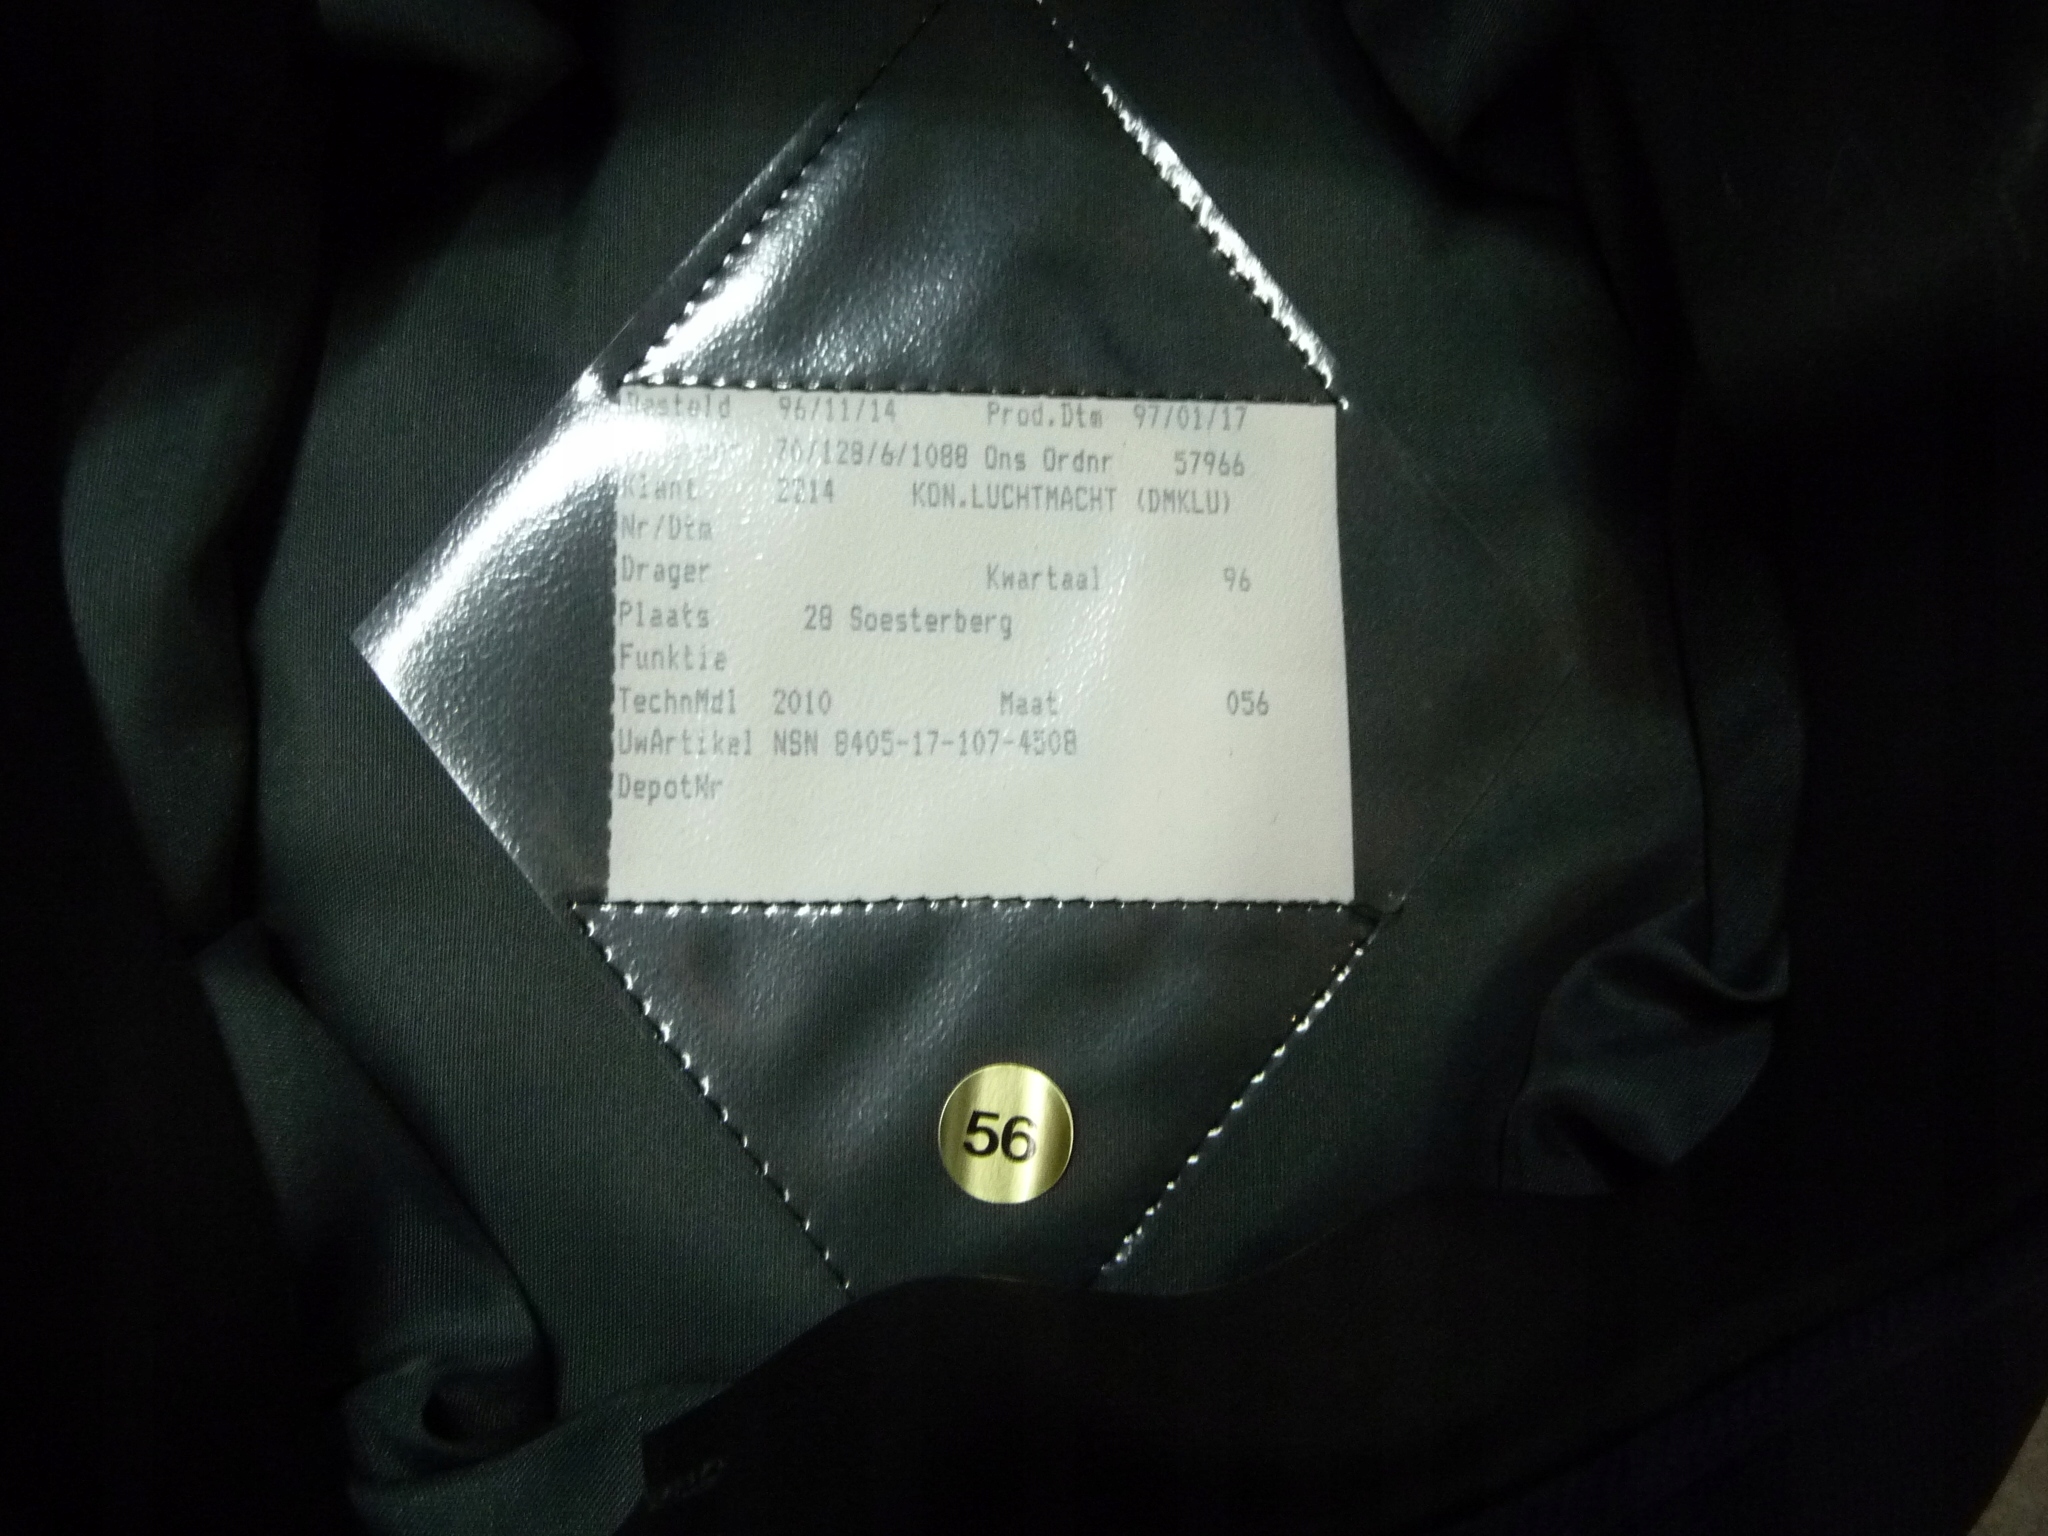 Besteld 96/11/14 Prod.Dtm 97/01/17
70/128/6/1088 Ons Ordnr 57966
Klant 2214 KON.LUCHTMACHT (DMKLU)
Nr/Dtm
Drager Kwartaal 96
Plaats 28 Soesterberg
Funktie
TechnMdl 2010 Maat 056
UwArtikel NSN 8405-17-107-4508
DepotNr
56